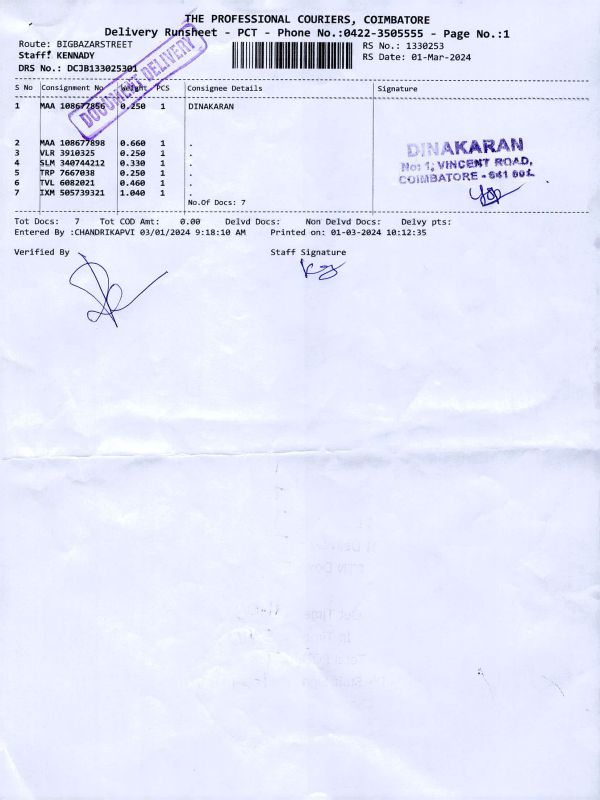 THE PROFESSIONAL COURIERS, COIMBATORE
Delivery Runsheet - PCT - Phone No.:0422-3505555 - Page No.:1
Route: BIGBAZARSTREET
RS No.: 1330253
Staff: KENNADY
RS Date: 01-Mar-2024
DRS No.: DCJB133025301
DOCUMENT DELIVERY
S No Consignment No Weight PCS Consignee Details Signature
1 MAA 108677866 0.250 1 DINAKARAN
2 MAA 108677898 0.660 1 .
3 VLR 3910325 0.250 1 .
4 SLM 340744212 0.330 1 .
5 TRP 7667038 0.250 1 .
6 TVL 6082021 0.460 1 .
7 IXM 505739321 1.040 1 .
No.Of Docs: 7
DINAKARAN
No: 1, VINCENT ROAD,
COIMBATORE - 641 001.
Tot Docs: 7 Tot COD Amt: 0.00 Delvd Docs: Non Delvd Docs: Delvy pts:
Entered By :CHANDRIKAPVI 03/01/2024 9:18:10 AM Printed on: 01-03-2024 10:12:35
Verified By Staff Signature